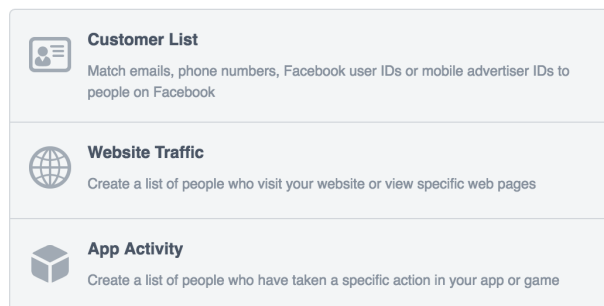 Customer List
Match emails, phone numbers, Facebook user IDs or mobile advertiser IDs to
people on Facebook
Website Traffic
Create a list of people who visit your website or view specific web pages
App Activity
Create a list of people who have taken a specific action in your app or game